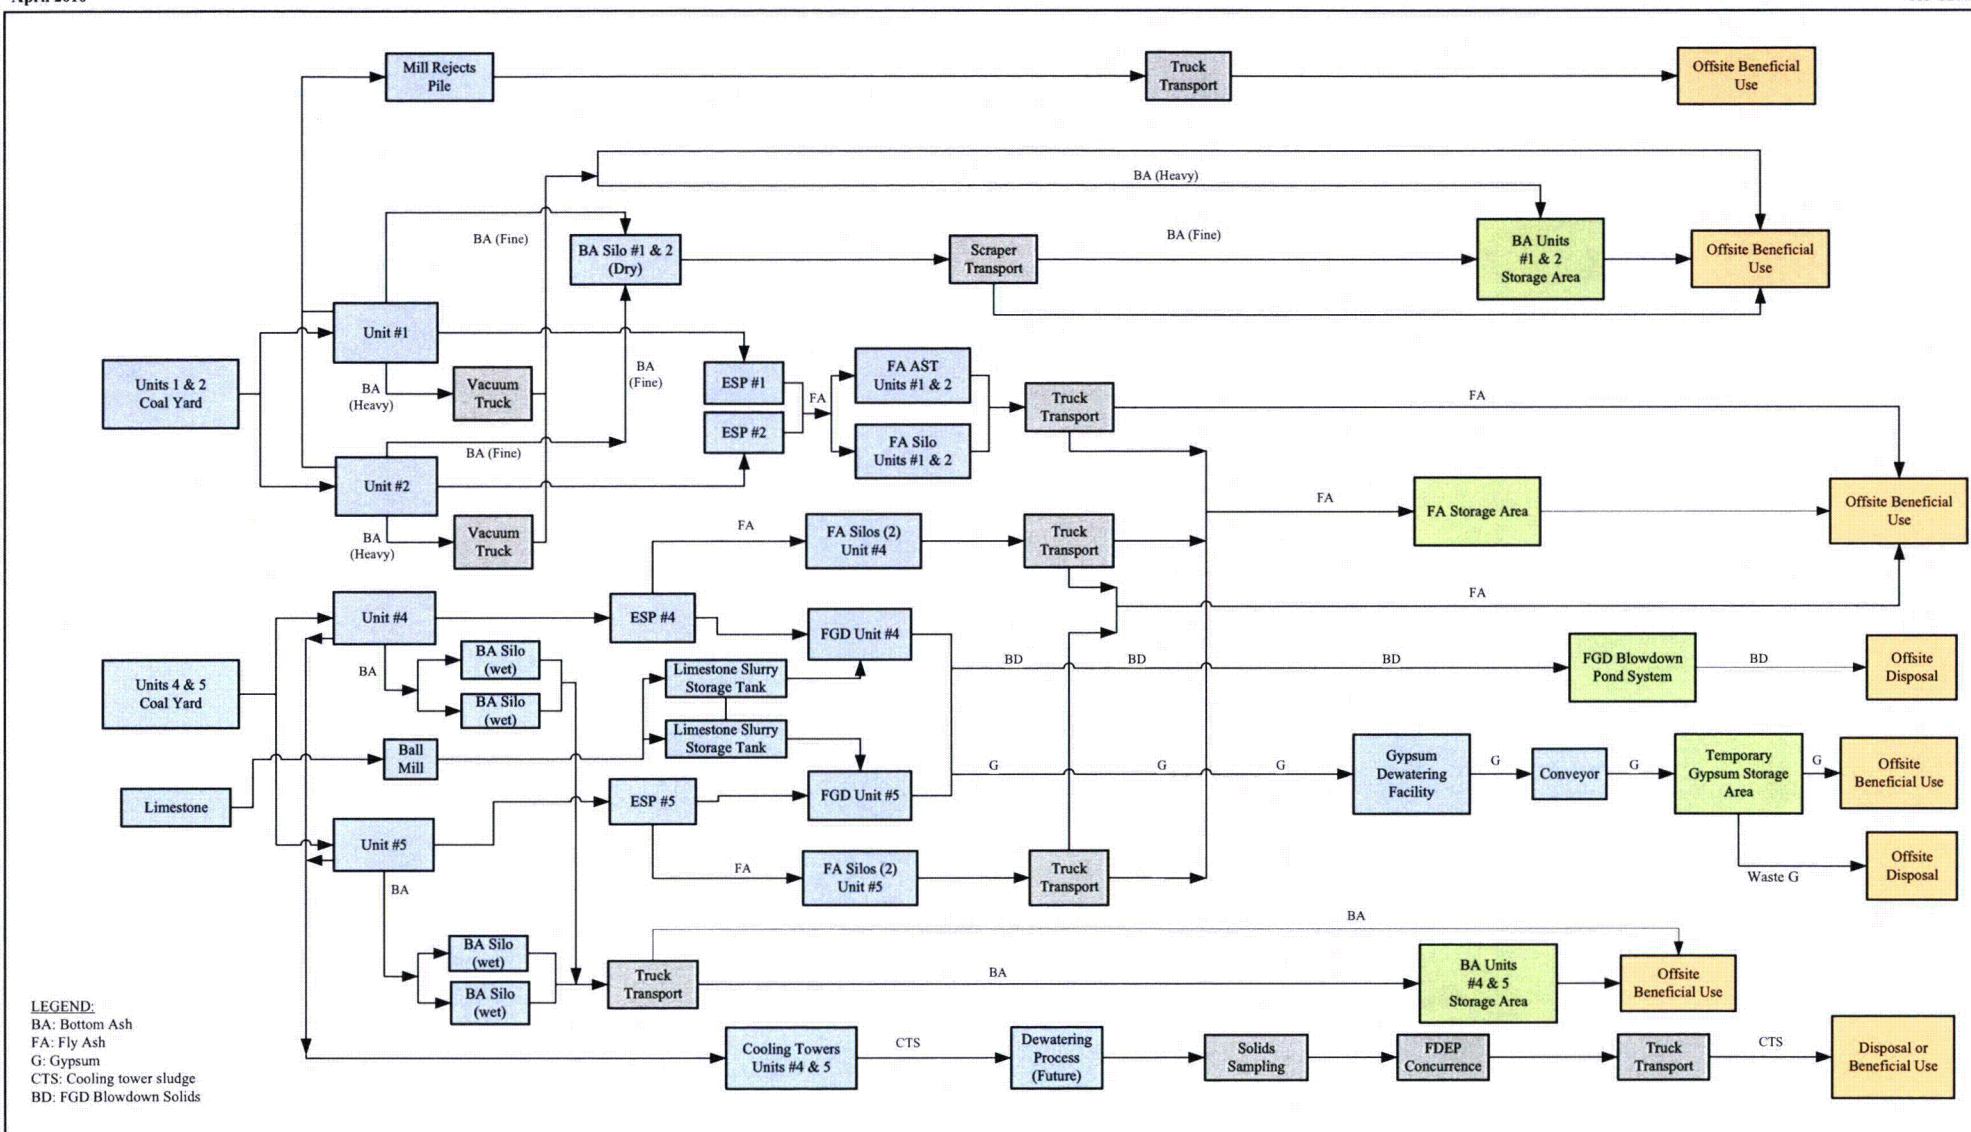 April 2010
Mill Rejects
Pile
Truck
Transport
Offsite Beneficial
Use
BA (Heavy)
BA (Fine)
BA Silo #1 & 2
(Dry)
Scraper
Transport
BA (Fine)
BA Units
#1 & 2
Storage Area
Offsite Beneficial
Use
Unit #1
Units 1 & 2
Coal Yard
BA
(Heavy)
Vacuum
Truck
BA
(Fine)
ESP #1
ESP #2
FA
FA AST
Units #1 & 2
FA Silo
Units #1 & 2
Truck
Transport
FA
BA (Fine)
Unit #2
BA
(Heavy)
Vacuum
Truck
FA
FA Silos (2)
Unit #4
Truck
Transport
FA
FA Storage Area
Offsite Beneficial
Use
FA
Unit #4
ESP #4
FGD Unit #4
Units 4 & 5
Coal Yard
BA
BA Silo
(wet)
BA Silo
(wet)
Limestone Slurry
Storage Tank
Limestone Slurry
Storage Tank
BD
BD
BD
FGD Blowdown
Pond System
BD
Offsite
Disposal
Limestone
Ball
Mill
G
G
G
Gypsum
Dewatering
Facility
G
Conveyor
G
Temporary
Gypsum Storage
Area
G
Offsite
Beneficial Use
Unit #5
ESP #5
FGD Unit #5
FA
FA Silos (2)
Unit #5
Truck
Transport
Waste G
Offsite
Disposal
BA
BA Silo
(wet)
BA Silo
(wet)
Truck
Transport
BA
BA
BA Units
#4 & 5
Storage Area
Offsite
Beneficial Use
Cooling Towers
Units #4 & 5
CTS
Dewatering
Process
(Future)
Solids
Sampling
FDEP
Concurrence
Truck
Transport
CTS
Disposal or
Beneficial Use
LEGEND:
BA: Bottom Ash
FA: Fly Ash
G: Gypsum
CTS: Cooling tower sludge
BD: FGD Blowdown Solids